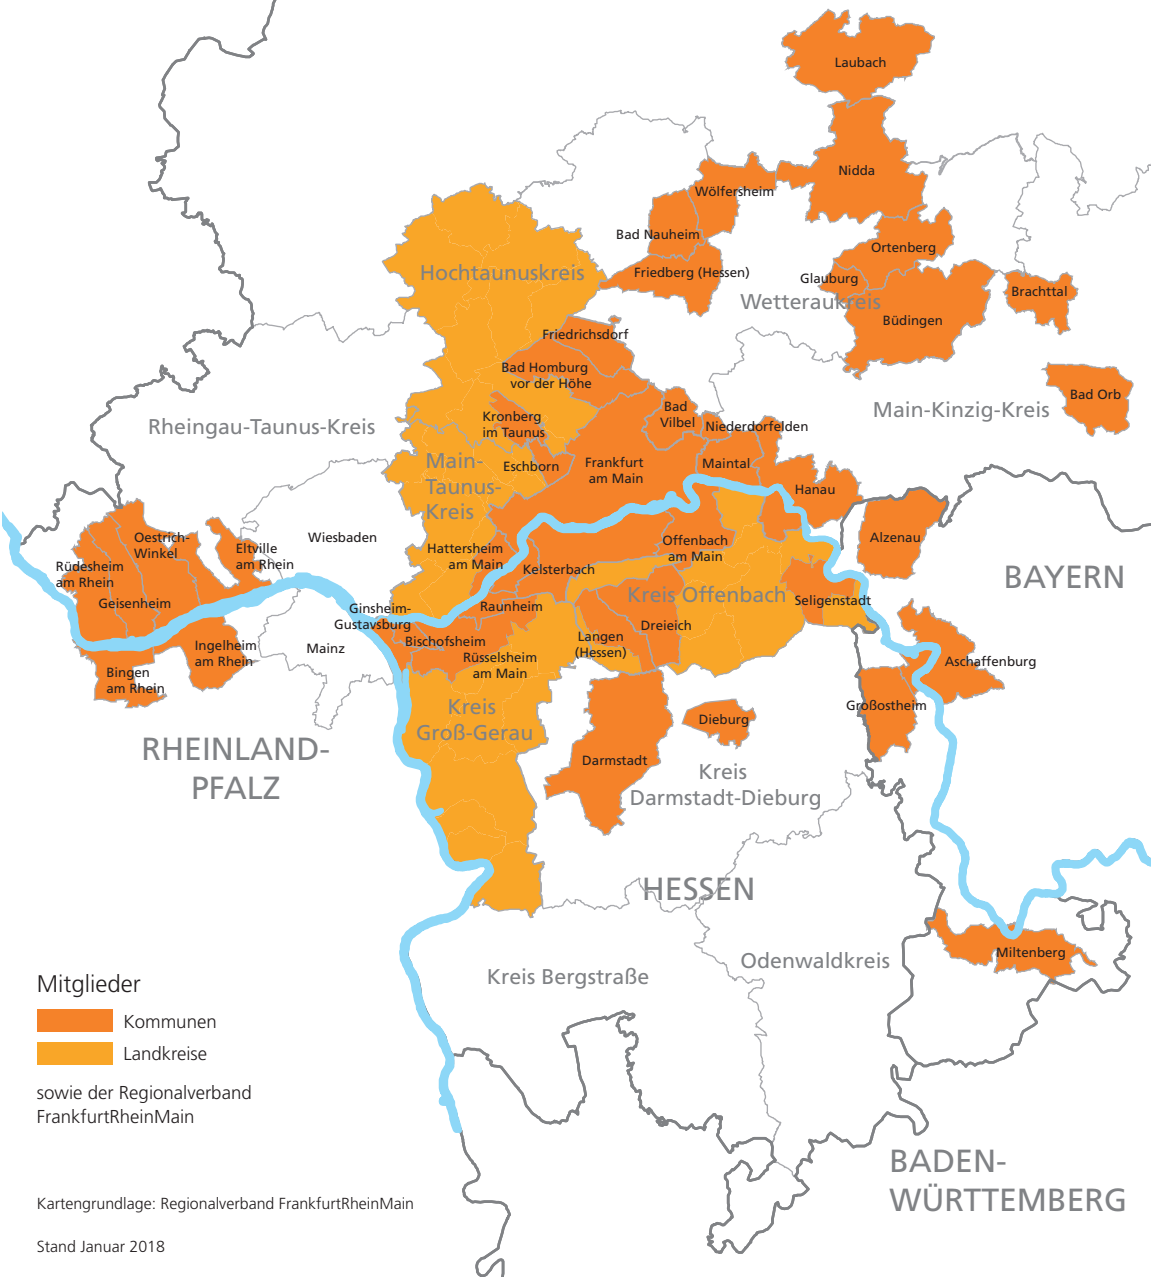 Laubach
Nidda
Wölfersheim
Bad Nauheim
Ortenberg
Hochtaunuskreis
Friedberg (Hessen)
Glauburg
Wetteraukreis
Brachttal
Büdingen
Friedrichsdorf
Bad Homburg
vor der Höhe
Bad Orb
Kronberg
im Taunus
Bad
Vilbel
Niederdorfelden
Main-Kinzig-Kreis
Rheingau-Taunus-Kreis
Main-
Taunus-
Kreis
Eschborn
Frankfurt
am Main
Maintal
Hanau
Oestrich-
Winkel
Eltville
am Rhein
Wiesbaden
Hattersheim
am Main
Offenbach
am Main
Alzenau
Rüdesheim
am Rhein
Kelsterbach
BAYERN
Geisenheim
Ginsheim-
Gustavsburg
Raunheim
Kreis Offenbach
Seligenstadt
Ingelheim
am Rhein
Mainz
Bischofsheim
Langen
(Hessen)
Dreieich
Rüsselsheim
am Main
Aschaffenburg
Bingen
am Rhein
Kreis
Groß-Gerau
Dieburg
Großostheim
RHEINLAND-
PFALZ
Darmstadt
Kreis
Darmstadt-Dieburg
HESSEN
Kreis Bergstraße
Odenwaldkreis
Miltenberg
Mitglieder
Kommunen
Landkreise
sowie der Regionalverband
FrankfurtRheinMain
BADEN-
WÜRTTEMBERG
Kartengrundlage: Regionalverband FrankfurtRheinMain
Stand Januar 2018